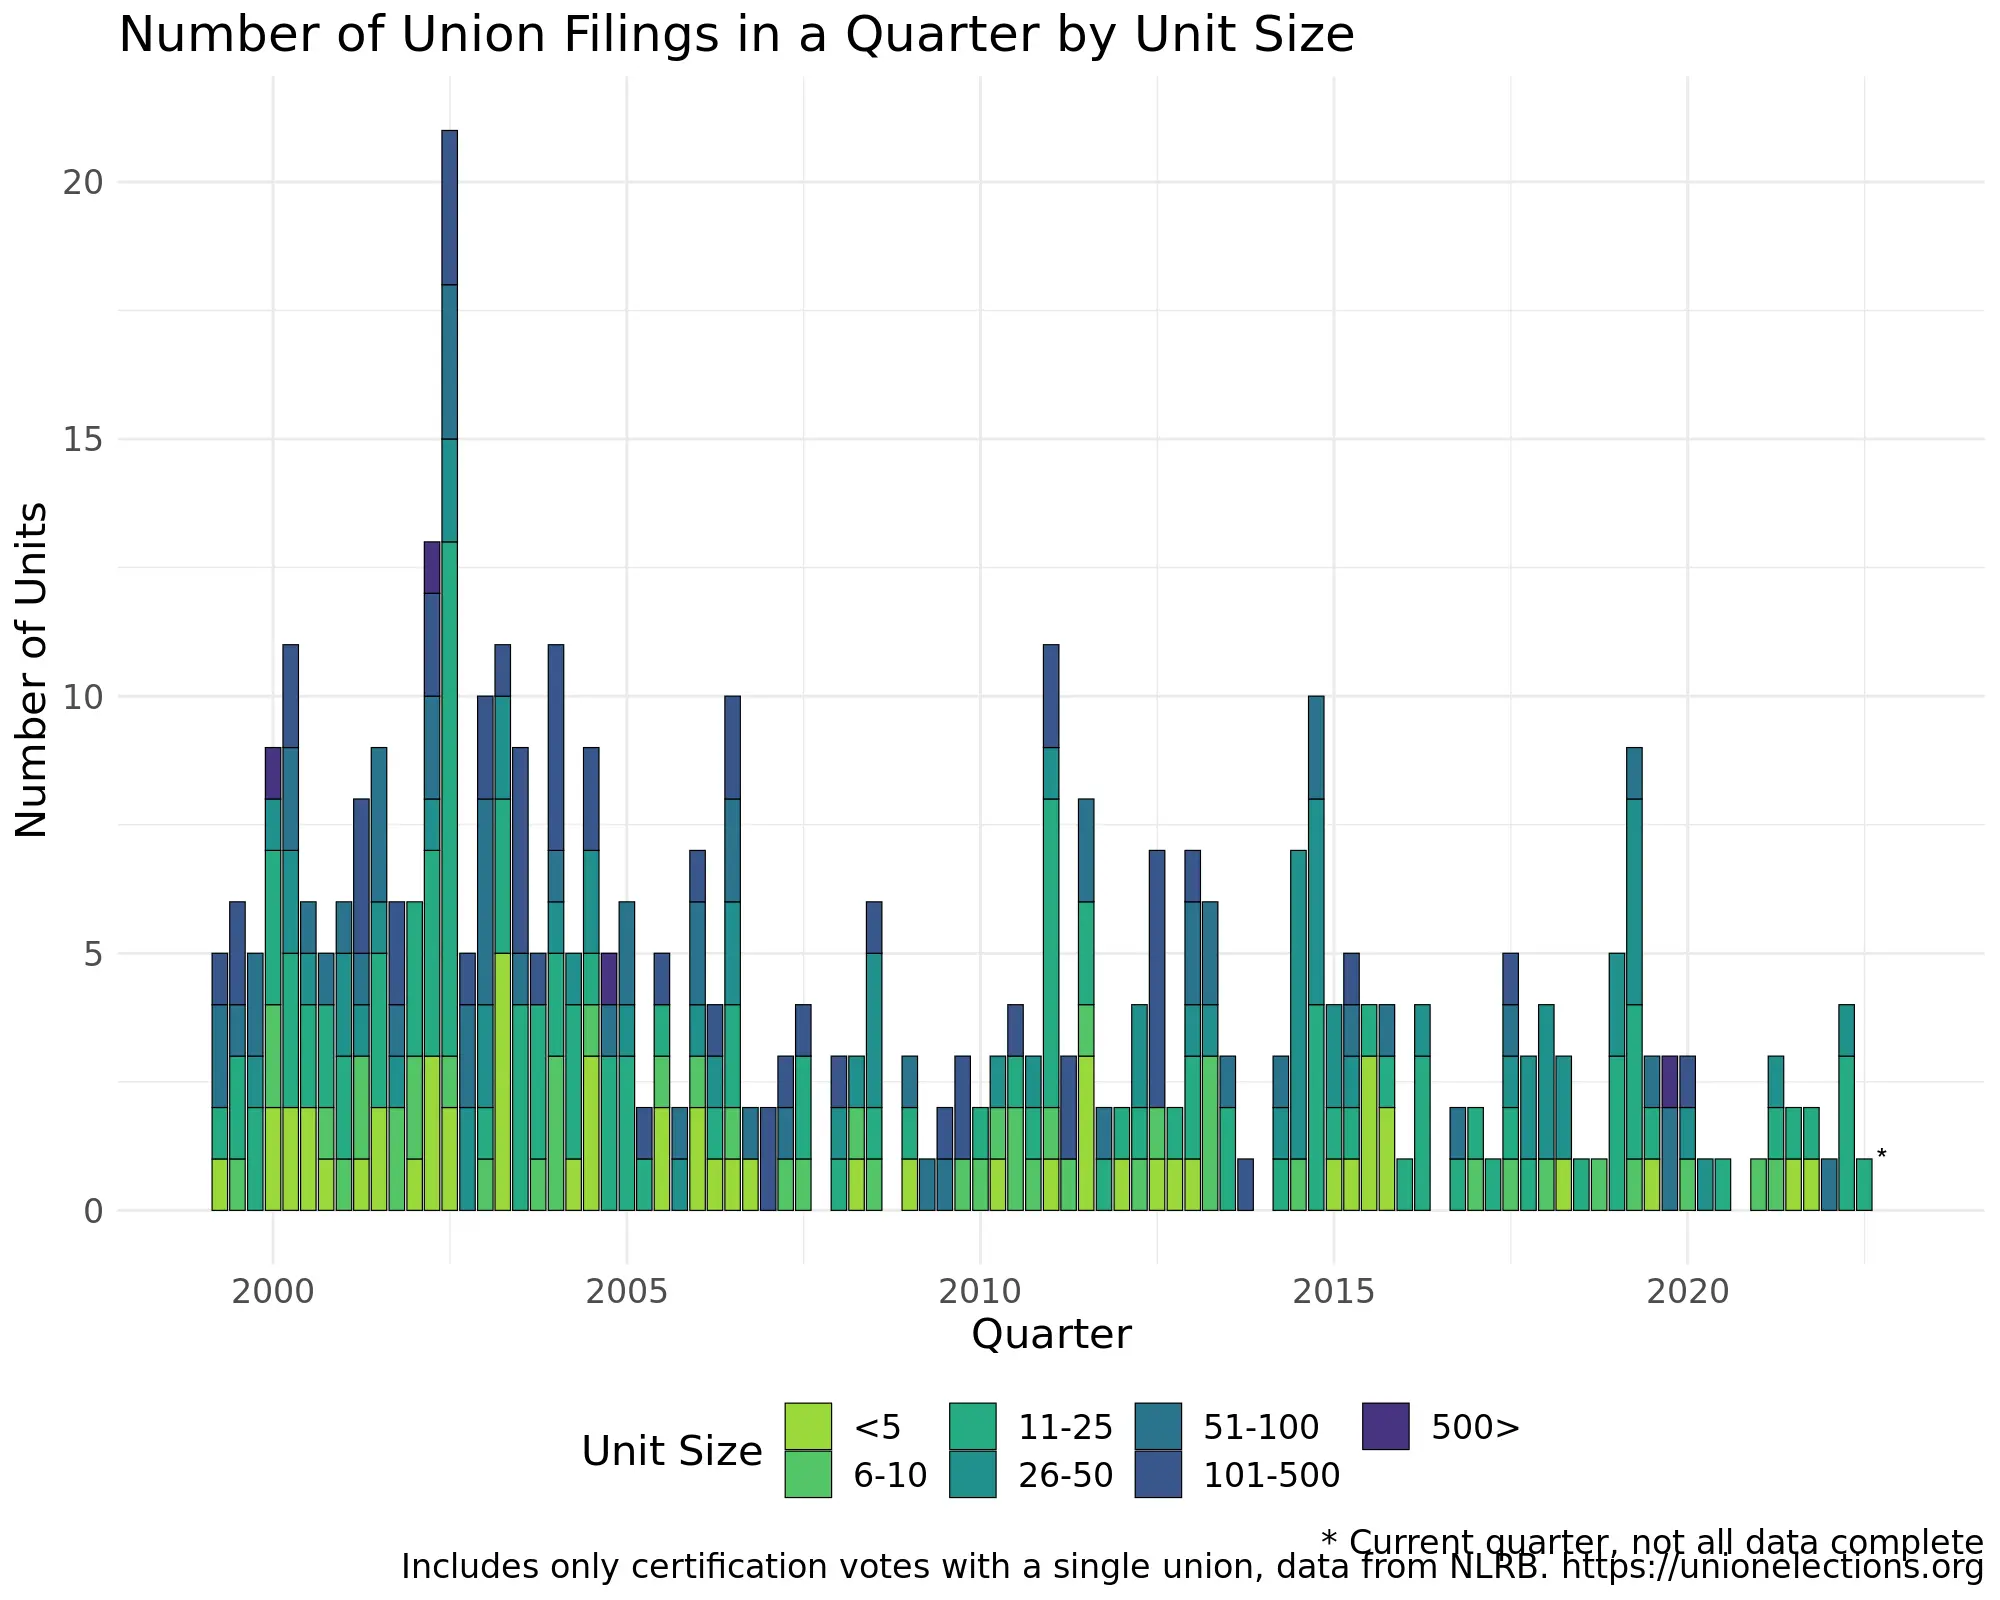 Number of Union Filings in a Quarter by Unit Size
Number of Units
20
15
10
5
0
*
2000 2005 2010 2015 2020
Quarter
Unit Size
<5 11-25 51-100 500>
6-10 26-50 101-500
* Current quarter, not all data complete
Includes only certification votes with a single union, data from NLRB. https://unionelections.org